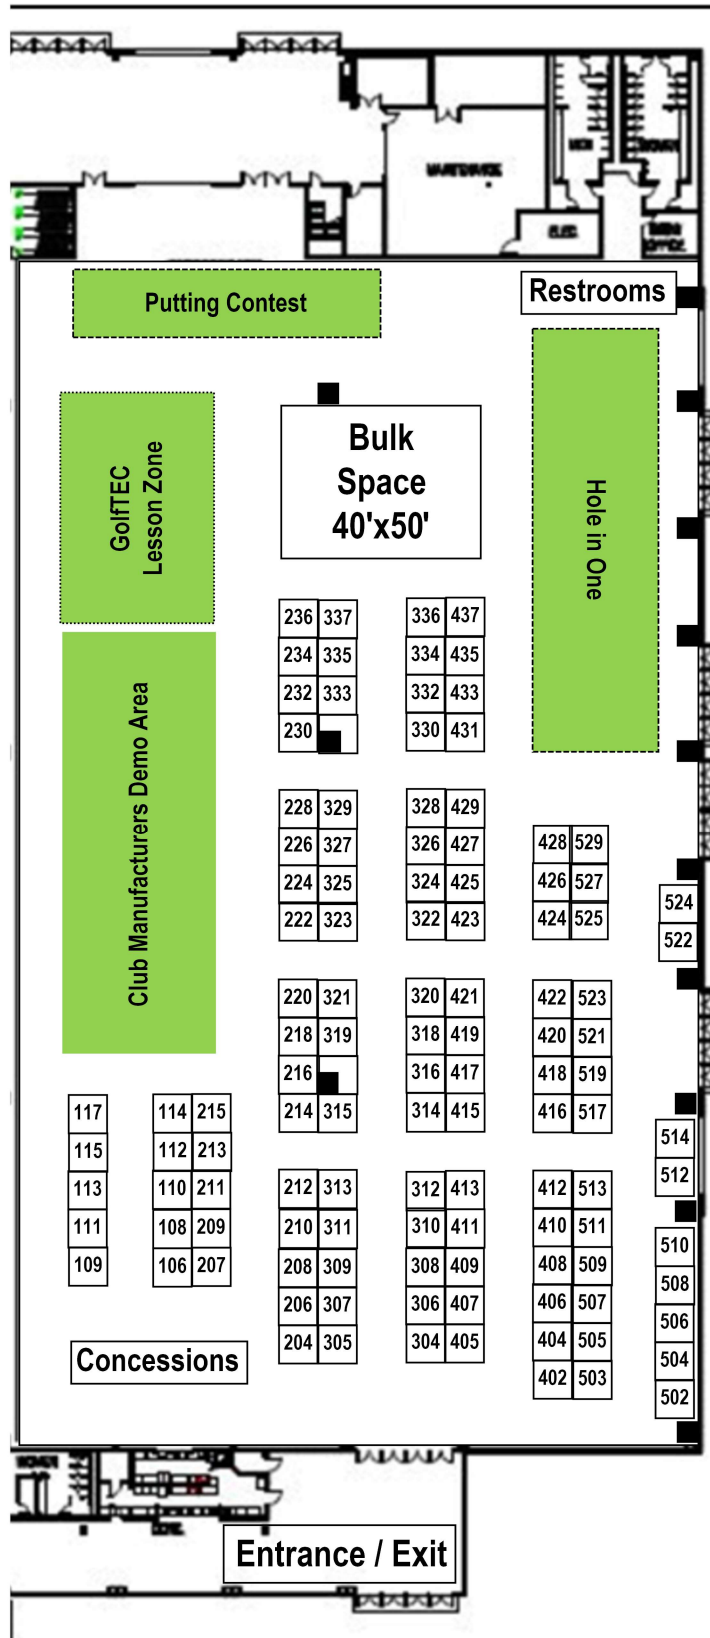 MEN
WOMEN
MAINTENANCE
ELEC.
Restrooms
Putting Contest
GolfTEC
Lesson Zone
Bulk
Space
40'x50'
Hole in One
Club Manufacturers Demo Area
236 337 336 437
234 335 334 435
232 333 332 433
230 330 431
228 329 328 429
226 327 326 427 428 529
224 325 324 425 426 527
222 323 322 423 424 525
524
522
220 321 320 421 422 523
218 319 318 419 420 521
216 316 417 418 519
214 315 314 415 416 517
117 114 215
115 112 213
113 110 211
111 108 209
109 106 207
514
512
212 313 312 413 412 513
210 311 310 411 410 511
208 309 308 409 408 509
206 307 306 407 406 507
204 305 304 405 404 505
402 503
510
508
506
504
502
Concessions
WOMEN
Entrance / Exit